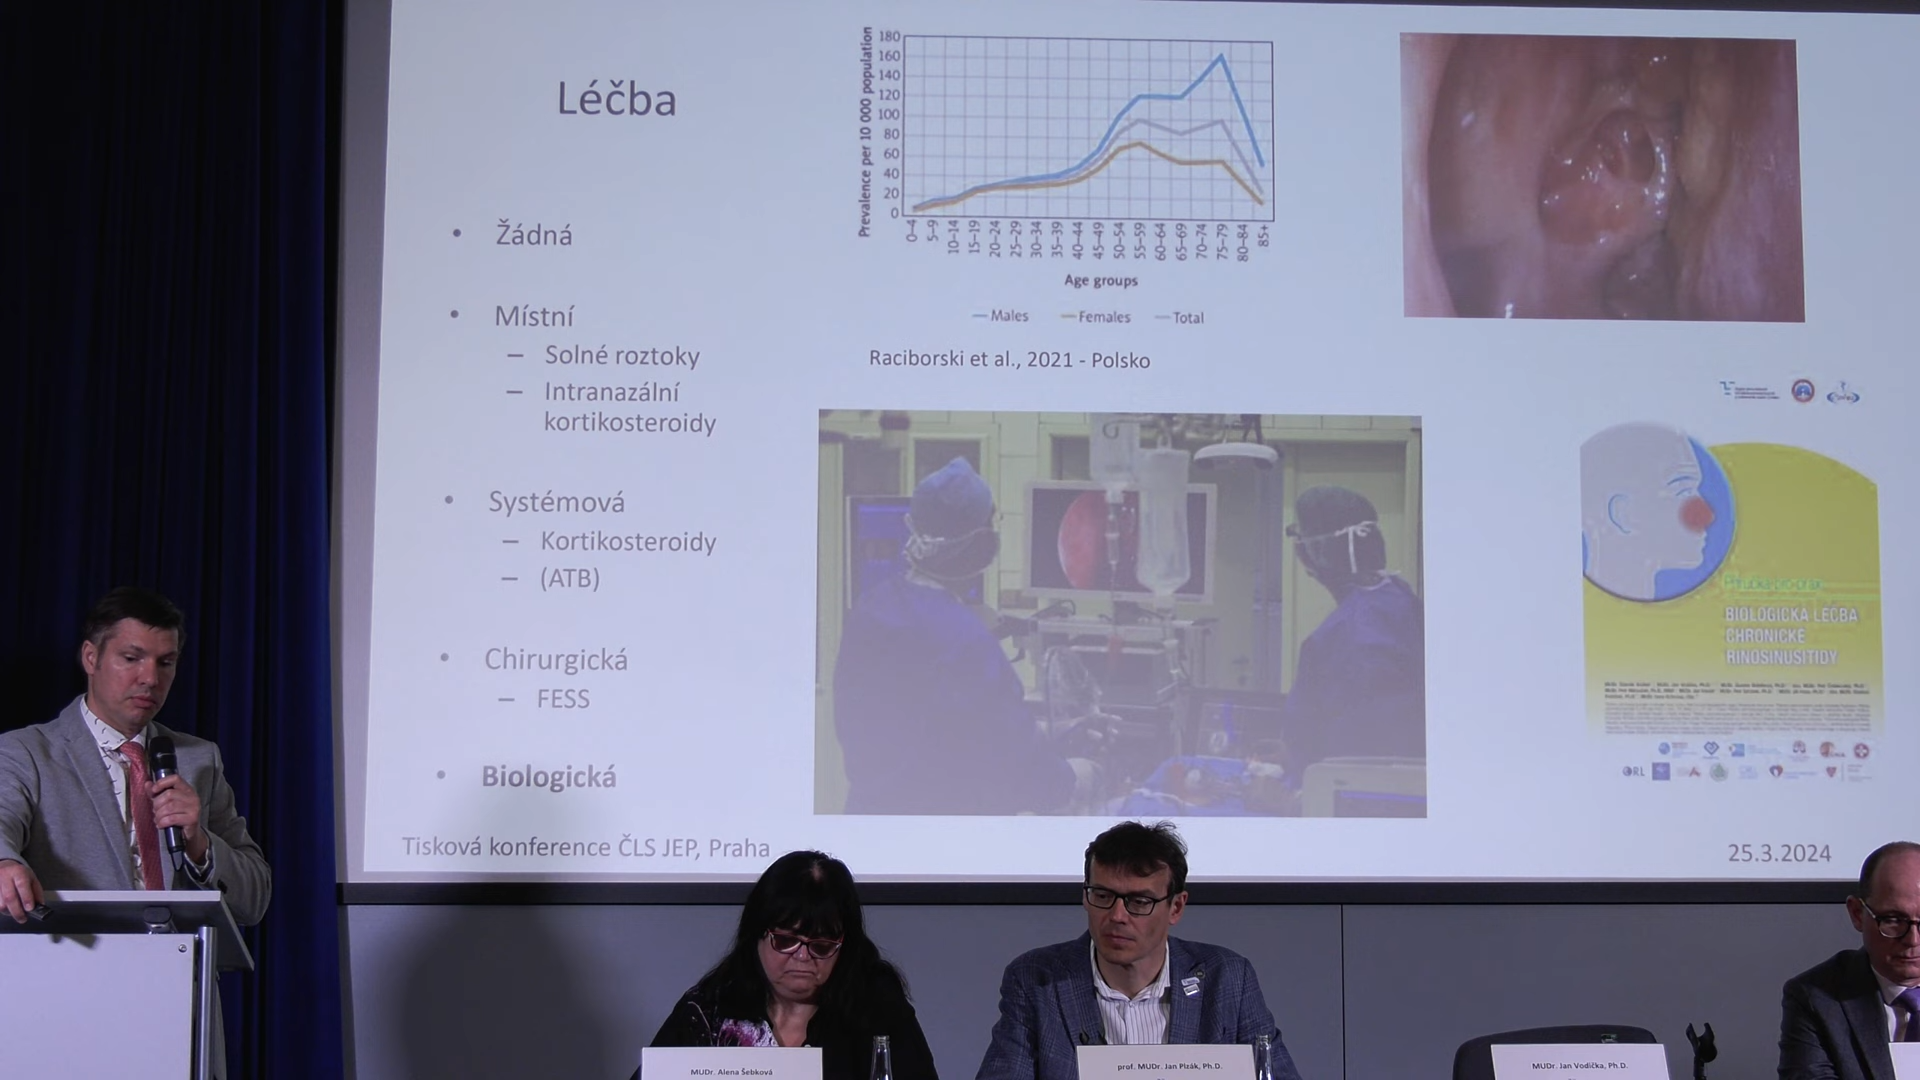 Léčba
• Žádná
• Místní
– Solné roztoky
– Intranazální
kortikosteroidy
• Systémová
– Kortikosteroidy
– (ATB)
• Chirurgická
– FESS
• Biologická
Tisková konference ČLS JEP, Praha
Prevalence per 10 000 population
180
160
140
120
100
80
60
40
20
0
0–4
5–9
10–14
15–19
20–24
25–29
30–34
35–39
40–44
45–49
50–54
55–59
60–64
65–69
70–74
75–79
80–84
85+
Age groups
Males Females Total
Raciborski et al., 2021 - Polsko
BIOLOGICKÁ LÉČBA
CHRONICKÉ
RINOSINUSITIDY
ORL
25.3.2024
MUDr. Alena Šebková
prof. MUDr. Jan Plzák, Ph.D.
MUDr. Jan Vodička, Ph.D.